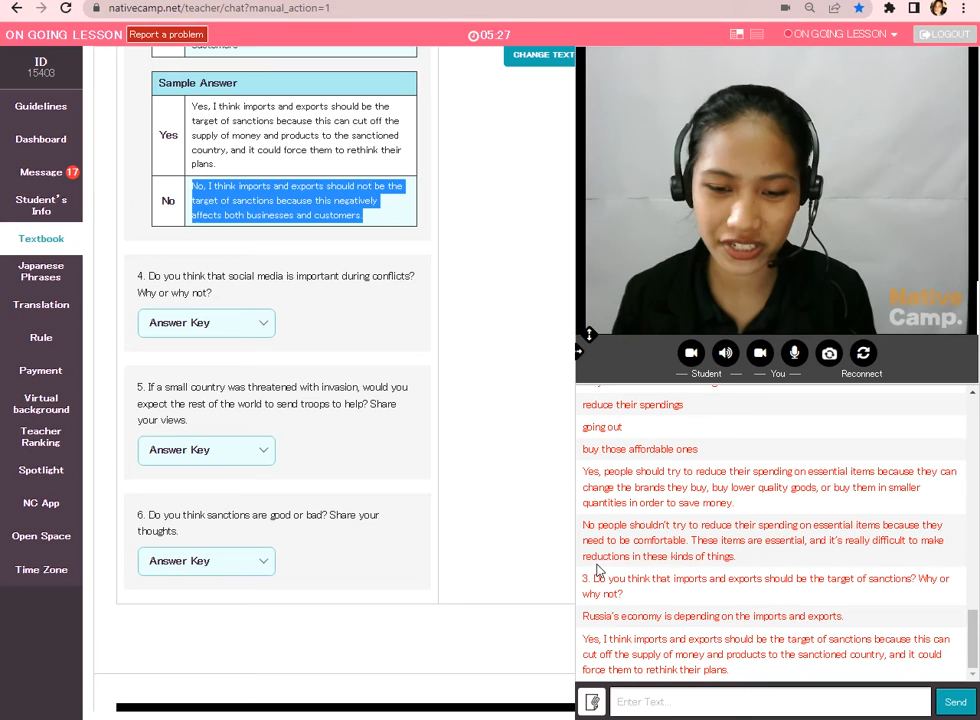 nativecamp.net/teacher/chat?manual_action=1
ON GOING LESSON
Report a problem
05:27
ON GOING LESSON
LOGOUT
ID
15403
Guidelines
Dashboard
Message 17
Student's
Info
Textbook
Japanese
Phrases
Translation
Rule
Payment
Virtual
background
Teacher
Ranking
Spotlight
NC App
Open Space
Time Zone
customers
CHANGE TEXT
Sample Answer
Yes
Yes, I think imports and exports should be the
target of sanctions because this can cut off the
supply of money and products to the sanctioned
country, and it could force them to rethink their
plans.
No
No, I think imports and exports should not be the
target of sanctions because this negatively
affects both businesses and customers.
4. Do you think that social media is important during conflicts?
Why or why not?
Answer Key
5. If a small country was threatened with invasion, would you
expect the rest of the world to send troops to help? Share
your views.
Answer Key
6. Do you think sanctions are good or bad? Share your
thoughts.
Answer Key
Native
Camp.
Student
You
Reconnect
reduce their spendings
going out
buy those affordable ones
Yes, people should try to reduce their spending on essential items because they can
change the brands they buy, buy lower quality goods, or buy them in smaller
quantities in order to save money.
No people shouldn't try to reduce their spending on essential items because they
need to be comfortable. These items are essential, and it's really difficult to make
reductions in these kinds of things.
3. Do you think that imports and exports should be the target of sanctions? Why or
why not?
Russia's economy is depending on the imports and exports.
Yes, I think imports and exports should be the target of sanctions because this can
cut off the supply of money and products to the sanctioned country, and it could
force them to rethink their plans.
Enter Text...
Send